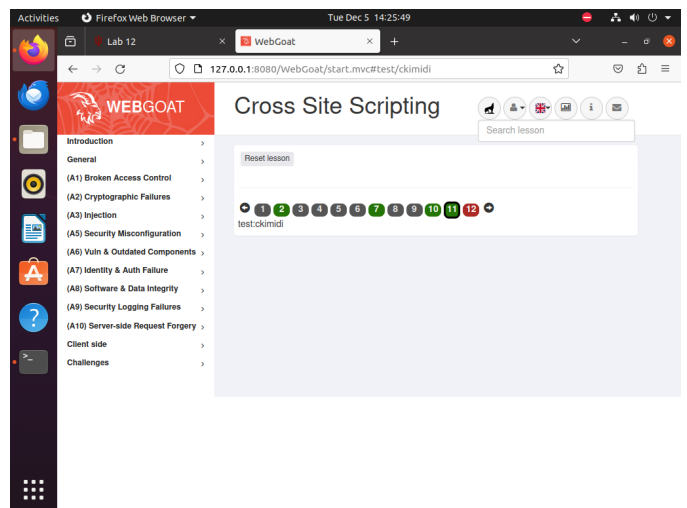 Activities Firefox Web Browser Tue Dec 5 14:25:49
Lab 12 WebGoat
127.0.0.1:8080/WebGoat/start.mvc#test/ckimidi
WEBGOAT Cross Site Scripting
Search lesson
Introduction
General
(A1) Broken Access Control
(A2) Cryptographic Failures
(A3) Injection
(A5) Security Misconfiguration
(A6) Vuln & Outdated Components
(A7) Identity & Auth Failure
(A8) Software & Data Integrity
(A9) Security Logging Failures
(A10) Server-side Request Forgery
Client side
Challenges
Reset lesson
1 2 3 4 5 6 7 8 9 10 11 12
test:ckimidi